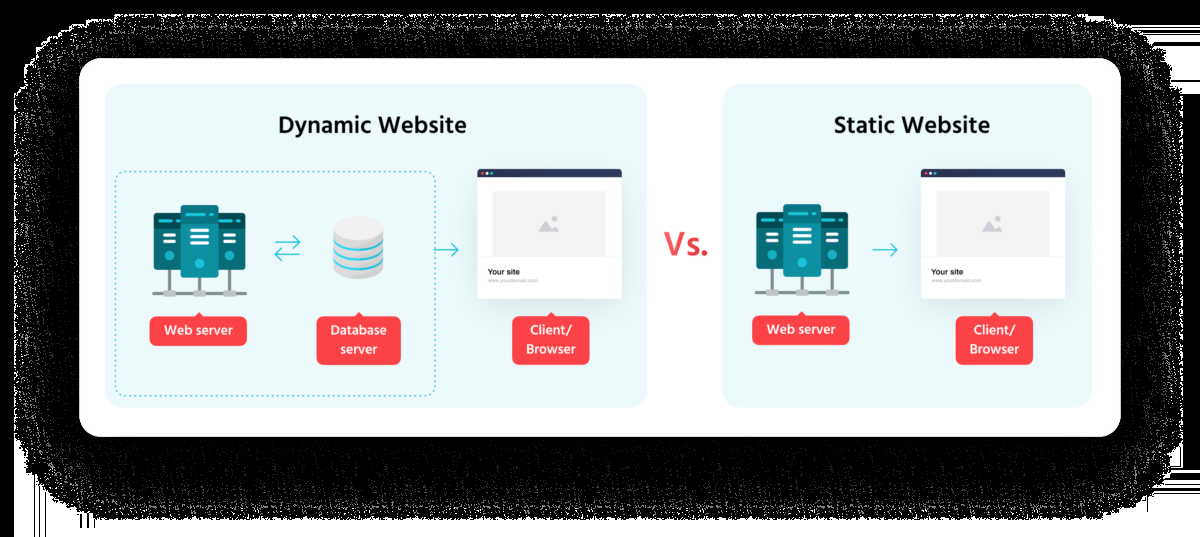 Dynamic Website
Your site
www.yourdomain.com
Web server
Database
server
Client/
Browser
Vs.
Static Website
Your site
www.yourdomain.com
Web server
Client/
Browser